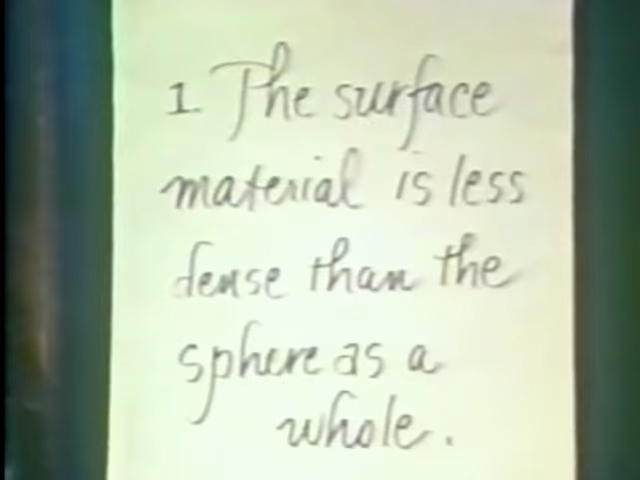 1. The surface
material is less
dense than the
sphere as a
whole.